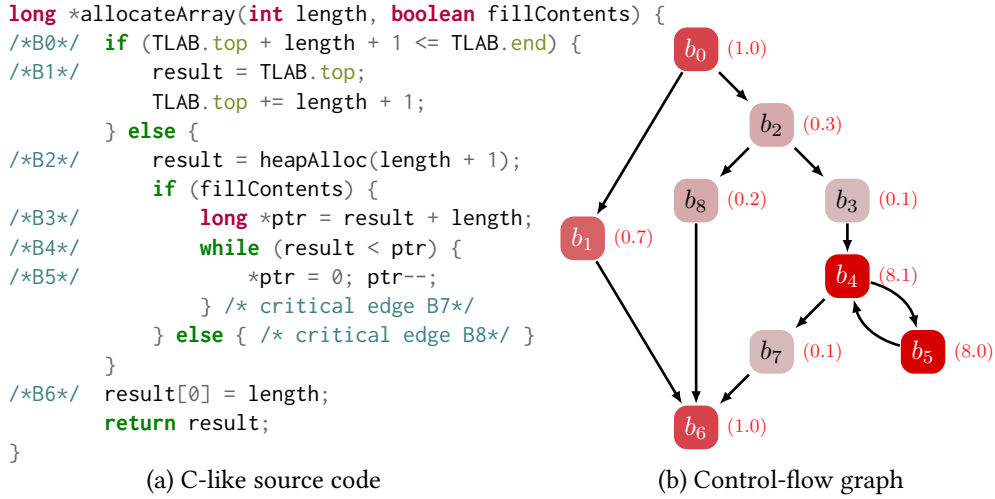 long *allocateArray(int length, boolean fillContents) {
/*B0*/ if (TLAB.top + length + 1 <= TLAB.end) {
/*B1*/ result = TLAB.top;
TLAB.top += length + 1;
} else {
/*B2*/ result = heapAlloc(length + 1);
if (fillContents) {
/*B3*/ long *ptr = result + length;
/*B4*/ while (result < ptr) {
/*B5*/ *ptr = 0; ptr--;
} /* critical edge B7*/
} else { /* critical edge B8*/ }
}
/*B6*/ result[0] = length;
return result;
}
(a) C-like source code
b0 (1.0)
b2 (0.3)
b8 (0.2) b3 (0.1)
b1 (0.7)
b4 (8.1)
b7 (0.1) b5 (8.0)
b6 (1.0)
(b) Control-flow graph